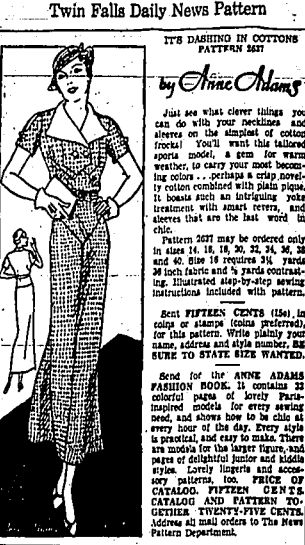 Twin Falls Daily News Pattern
IT'S DASHING IN COTTONS
PATTERN 2637
by Anne Adams
Just see what clever things you
can do with your necklines and
sleeves on the simplest of cotton
frocks! You'll want this tailored
sports model, a gem for warm
weather, to carry your most becom-
ing colors . . . perhaps a crisp novel-
ty cotton combined with plain pique.
It boasts such an intriguing yoke
treatment with smart revers, and
sleeves that are the last word in
chic.
Pattern 2637 may be ordered only
in sizes 14, 16, 18, 20, 32, 34, 36, 38
and 40. Size 16 requires 3¼ yards
36 inch fabric and yards contrast-
ing. Illustrated step-by-step sewing
instructions included with pattern.
Sent FIFTEEN CENTS (15c) in
coins or stamps (coins preferred),
for this pattern. Write plainly your
name, address and style number. BE
SURE TO STATE SIZE WANTED.
Send for the ANNE ADAMS
FASHION BOOK. It contains 32
colorful pages of lovely Paris-
inspired models for every sewing
need, and shows how to be chic at
every hour of the day. Every style
is practical, and easy to make. There
are models for the larger figure, and
pages of delightful junior and kiddie
styles. Lovely lingerie and acces-
sory patterns, too. PRICE OF
CATALOG, FIFTEEN CENTS.
CATALOG AND PATTERN TO-
GETHER TWENTY-FIVE CENTS.
Address all mail orders to The News
Pattern Department.